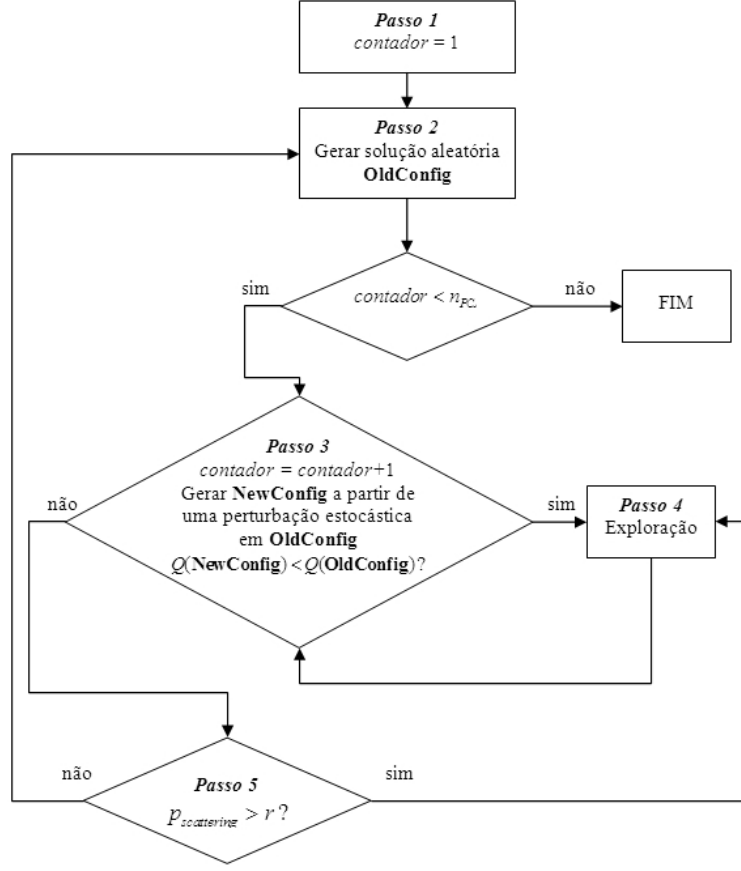 Passo 1
contador = 1
Passo 2
Gerar solução aleatória
OldConfig
sim
contador < n_PC
não
FIM
Passo 3
contador = contador+1
não
Gerar NewConfig a partir de
uma perturbação estocástica
em OldConfig
Q(NewConfig) < Q(OldConfig)?
sim
Passo 4
Exploração
não
sim
Passo 5
p_scattering > r ?